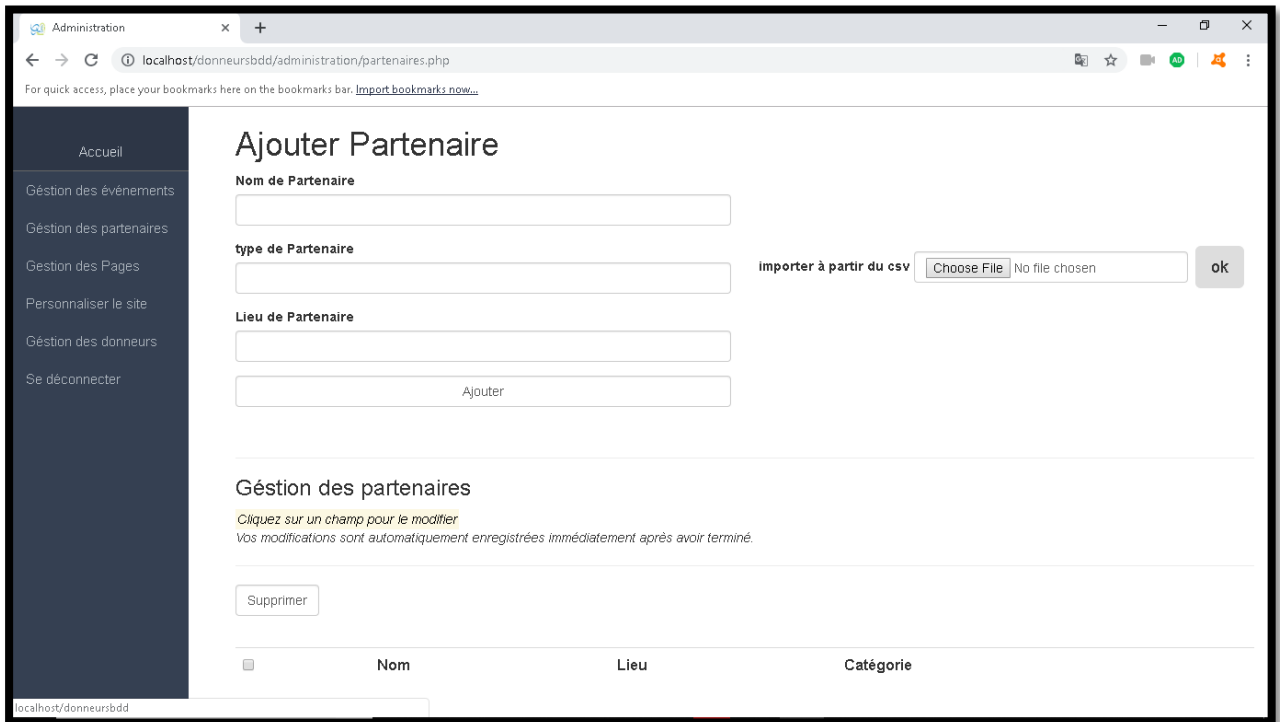 Administration
localhost/donneursbdd/administration/partenaires.php
AD
For quick access, place your bookmarks here on the bookmarks bar. Import bookmarks now...
Accueil
Géstion des événements
Géstion des partenaires
Gestion des Pages
Personnaliser le site
Géstion des donneurs
Se déconnecter
Ajouter Partenaire
Nom de Partenaire
type de Partenaire
importer à partir du csv Choose File No file chosen ok
Lieu de Partenaire
Ajouter
Géstion des partenaires
Cliquez sur un champ pour le modifier
Vos modifications sont automatiquement enregistrées immédiatement après avoir terminé.
Supprimer
Nom Lieu Catégorie
localhost/donneursbdd